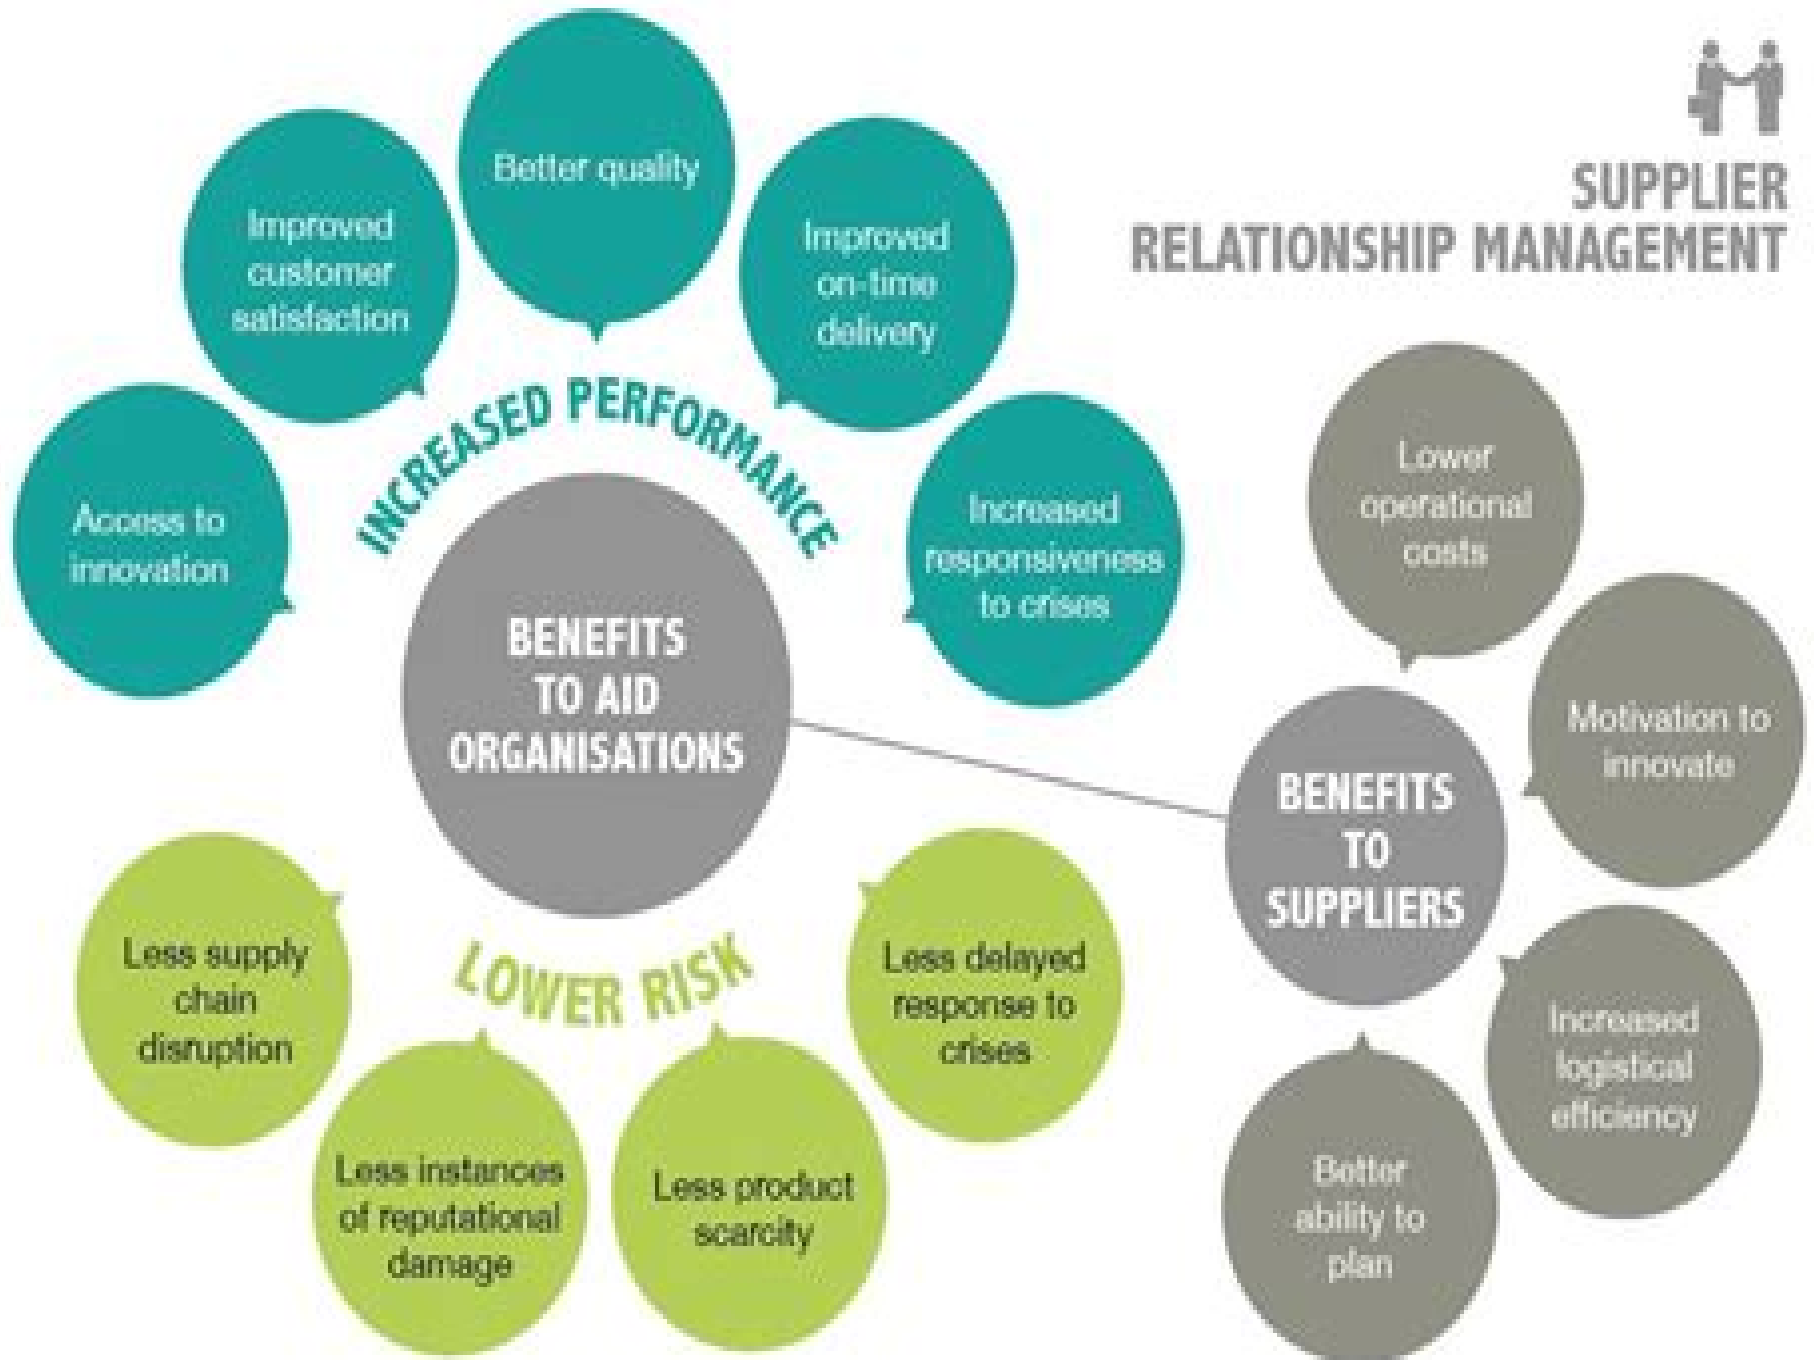 SUPPLIER
RELATIONSHIP MANAGEMENT
Access to
innovation
Improved
customer
satisfaction
Better quality
Improved
on-time
delivery
Increased
responsiveness
to crises
INCREASED PERFORMANCE
BENEFITS
TO AID
ORGANISATIONS
LOWER RISK
Less supply
chain
disruption
Less instances
of reputational
damage
Less product
scarcity
Less delayed
response to
crises
BENEFITS
TO
SUPPLIERS
Lower
operational
costs
Motivation to
innovate
Increased
logistical
efficiency
Better
ability to
plan